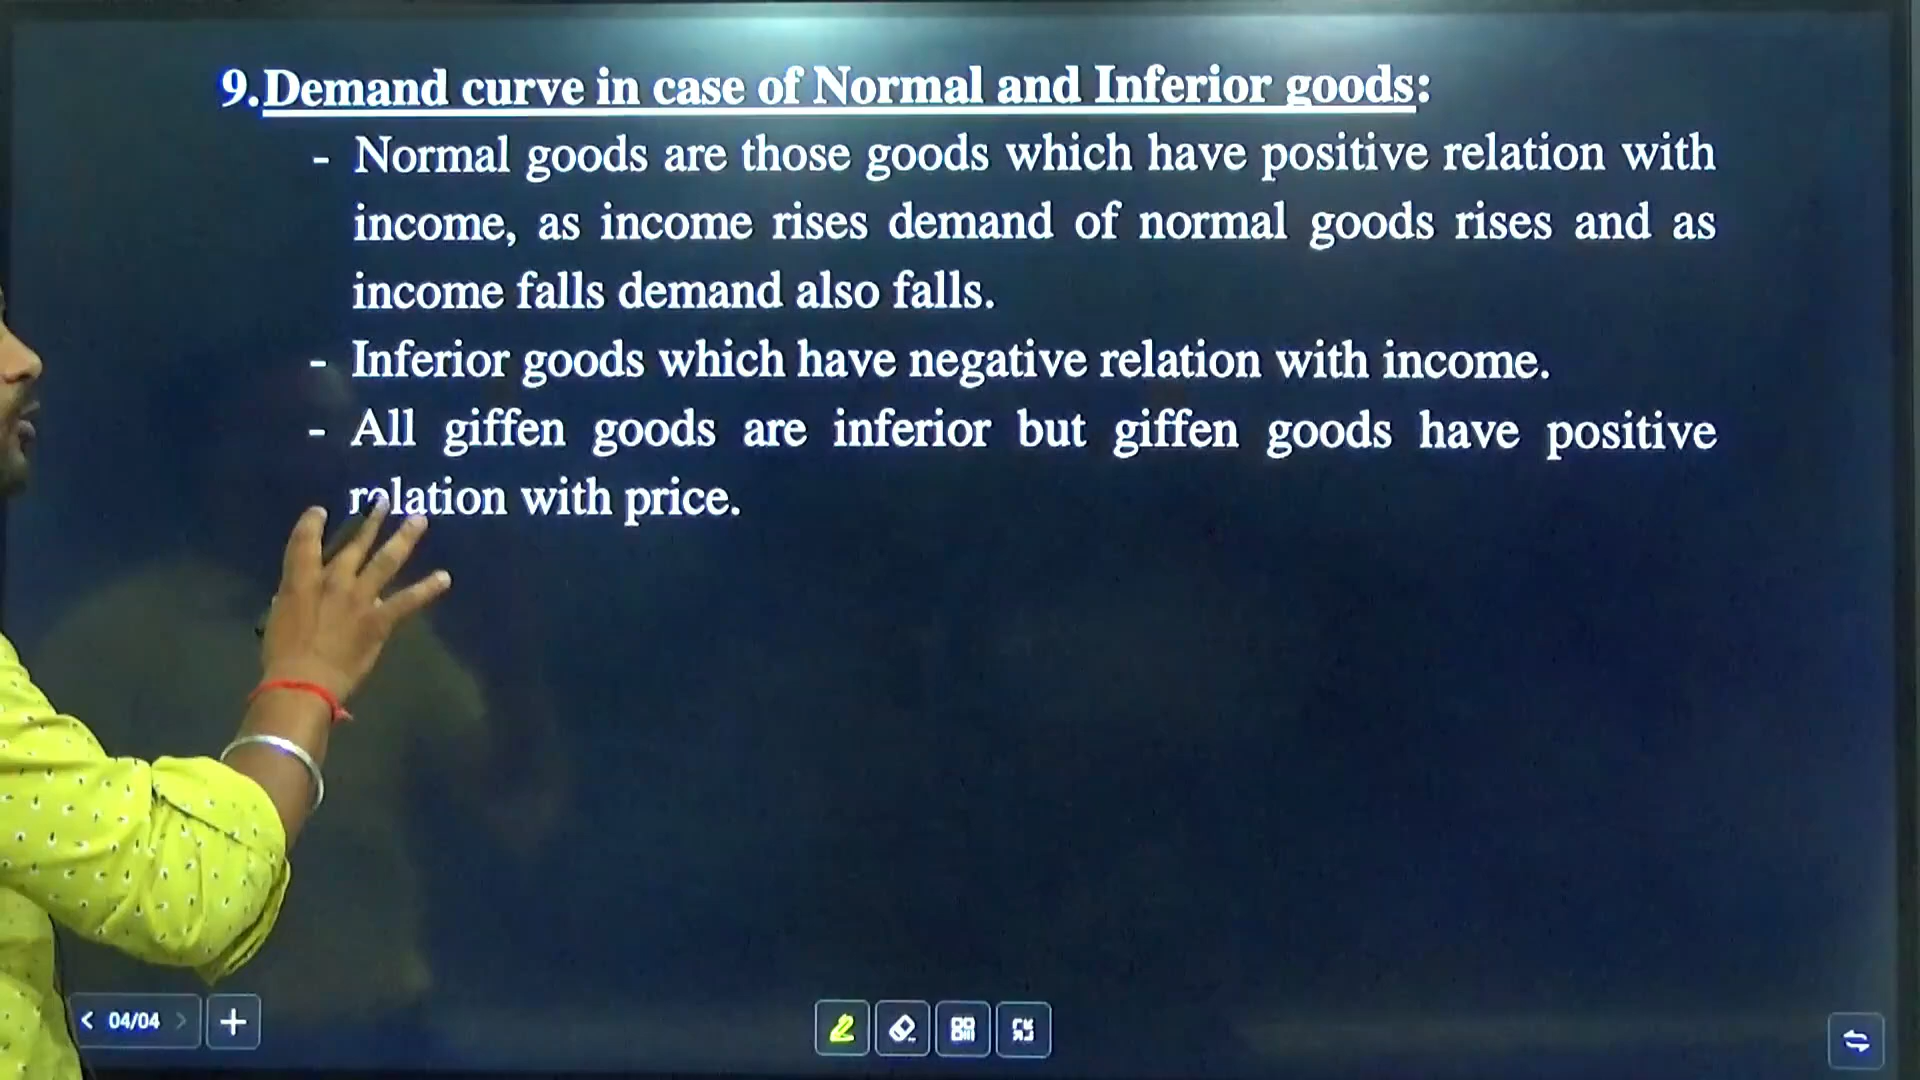 9. Demand curve in case of Normal and Inferior goods:
- Normal goods are those goods which have positive relation with
income, as income rises demand of normal goods rises and as
income falls demand also falls.
- Inferior goods which have negative relation with income.
- All giffen goods are inferior but giffen goods have positive
relation with price.
< 04/04 > +